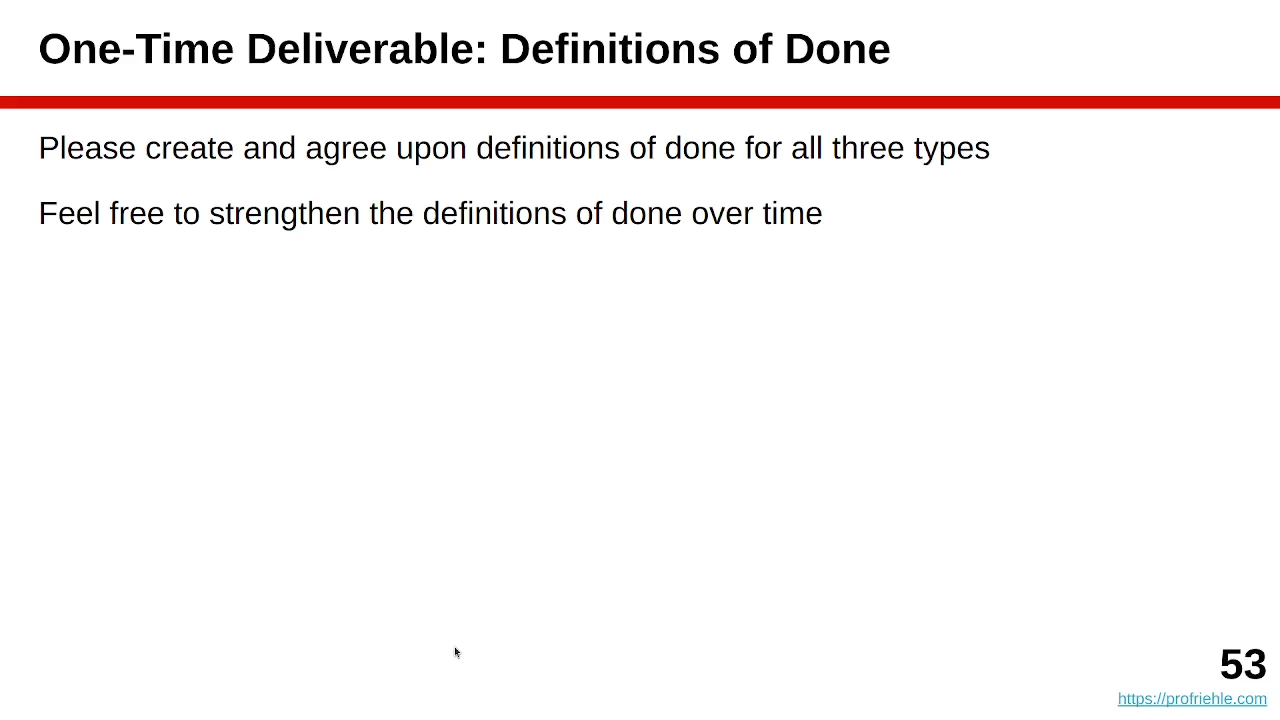 One-Time Deliverable: Definitions of Done
Please create and agree upon definitions of done for all three types
Feel free to strengthen the definitions of done over time
53
https://profriehle.com